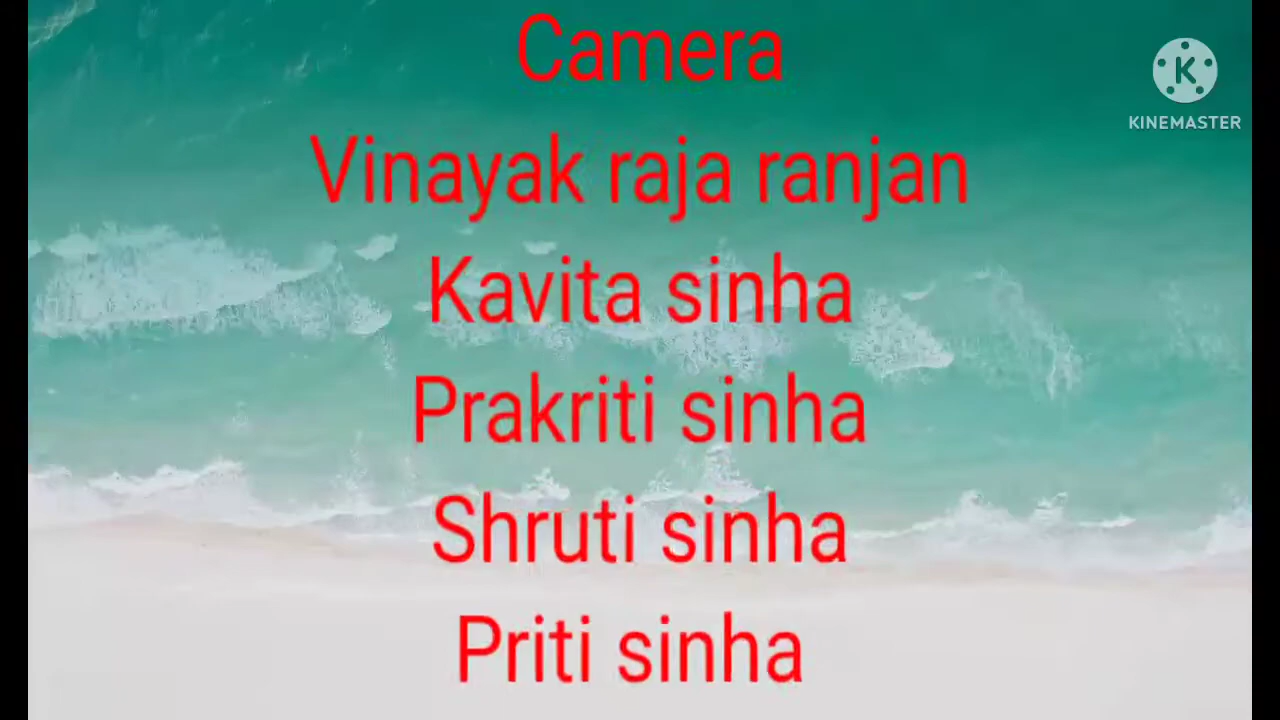 Camera
K
KINEMASTER
Vinayak raja ranjan
Kavita sinha
Prakriti sinha
Shruti sinha
Priti sinha